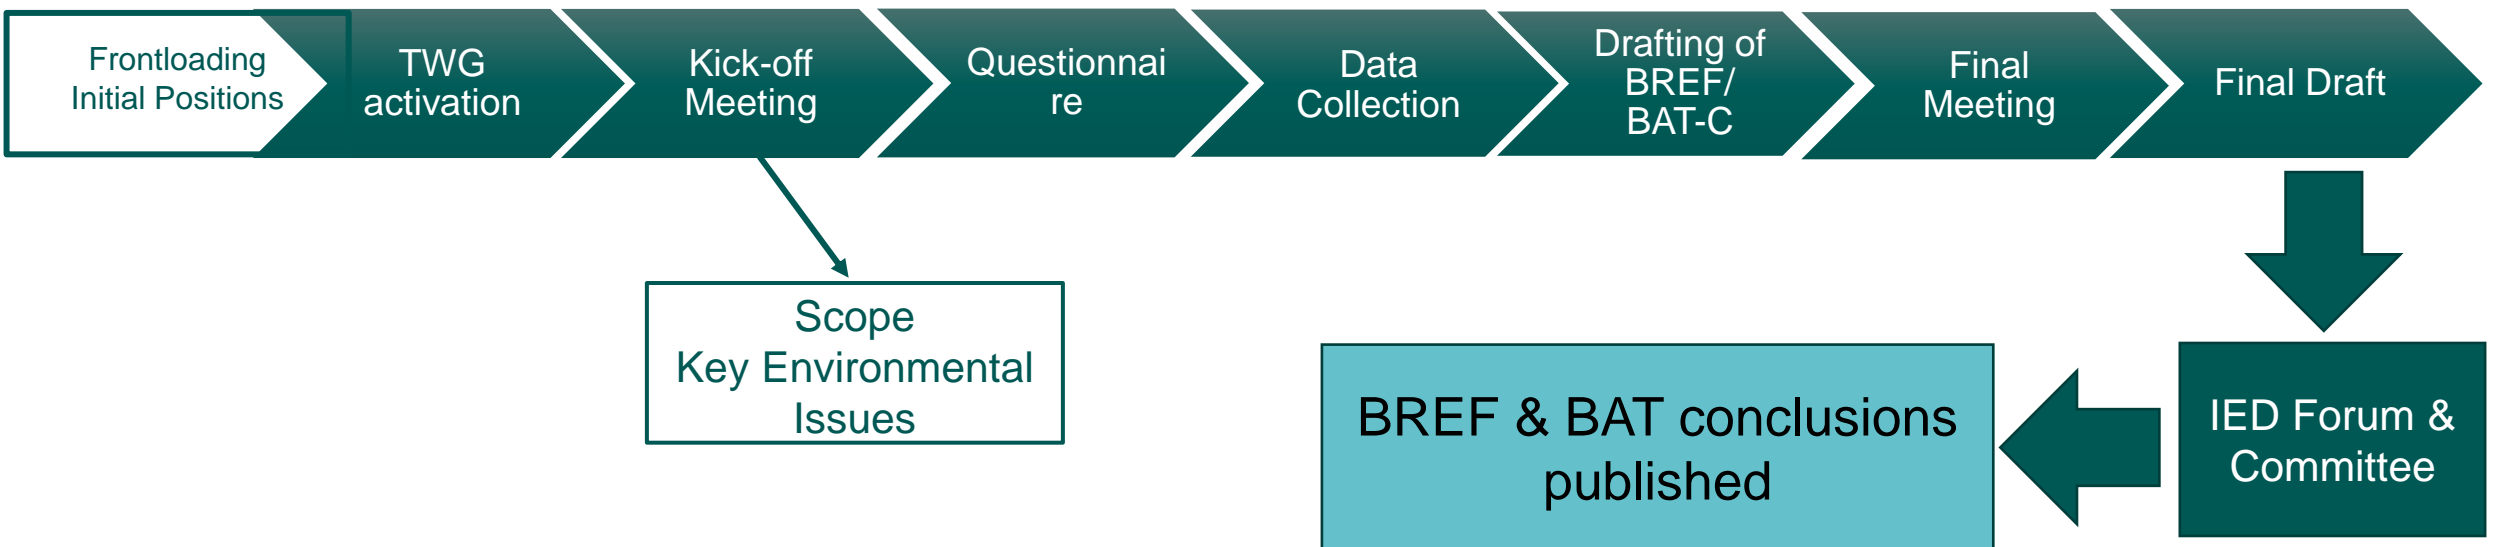 Frontloading
Initial Positions
TWG
activation
Kick-off
Meeting
Questionnai
re
Data
Collection
Drafting of
BREF/
BAT-C
Final
Meeting
Final Draft
Scope
Key Environmental
Issues
BREF & BAT conclusions
published
IED Forum &
Committee